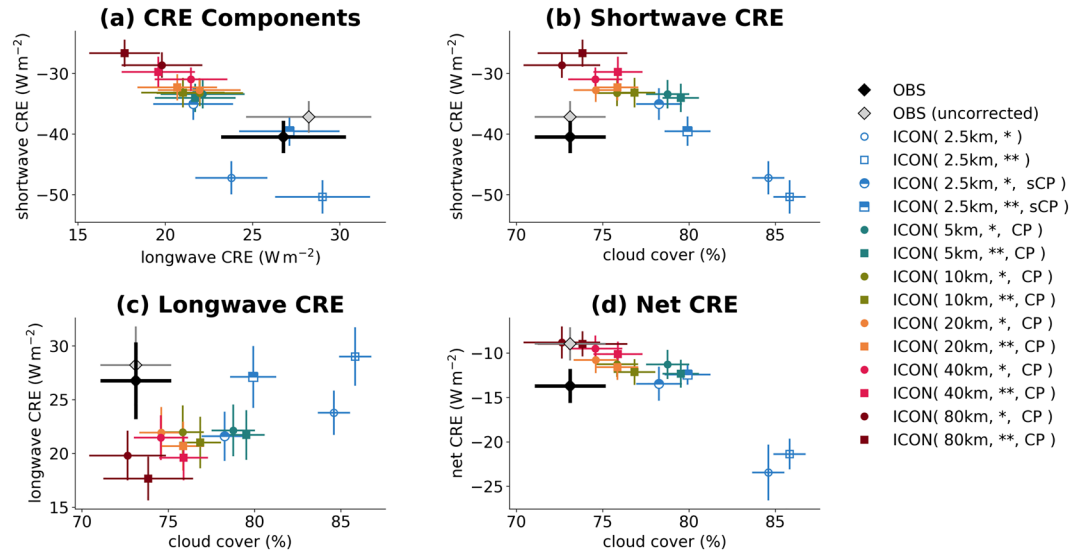 (a) CRE Components
shortwave CRE (W m⁻²)
−30
−40
−50
15 20 25 30
longwave CRE (W m⁻²)
(b) Shortwave CRE
shortwave CRE (W m⁻²)
−30
−40
−50
70 75 80 85
cloud cover (%)
(c) Longwave CRE
longwave CRE (W m⁻²)
30
25
20
15
70 75 80 85
cloud cover (%)
(d) Net CRE
net CRE (W m⁻²)
−10
−15
−20
−25
70 75 80 85
cloud cover (%)
OBS
OBS (uncorrected)
ICON( 2.5km, * )
ICON( 2.5km, ** )
ICON( 2.5km, *, sCP )
ICON( 2.5km, **, sCP )
ICON( 5km, *, CP )
ICON( 5km, **, CP )
ICON( 10km, *, CP )
ICON( 10km, **, CP )
ICON( 20km, *, CP )
ICON( 20km, **, CP )
ICON( 40km, *, CP )
ICON( 40km, **, CP )
ICON( 80km, *, CP )
ICON( 80km, **, CP )